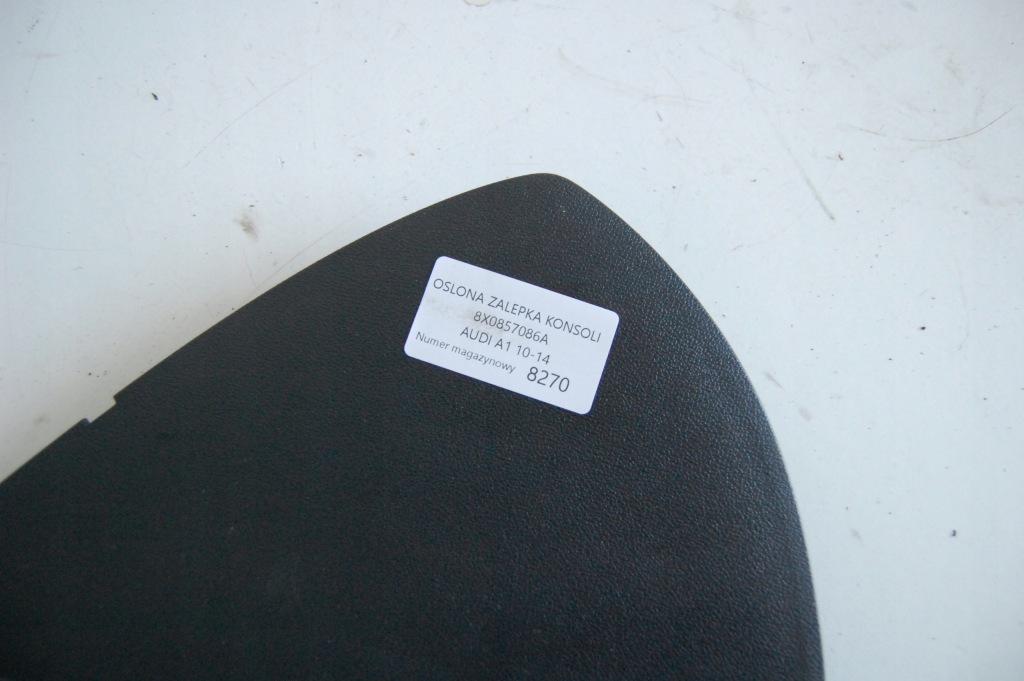 OSLONA ZALEPKA KONSOLI
8X0857086A
AUDI A1 10-14
Numer magazynowy 8270